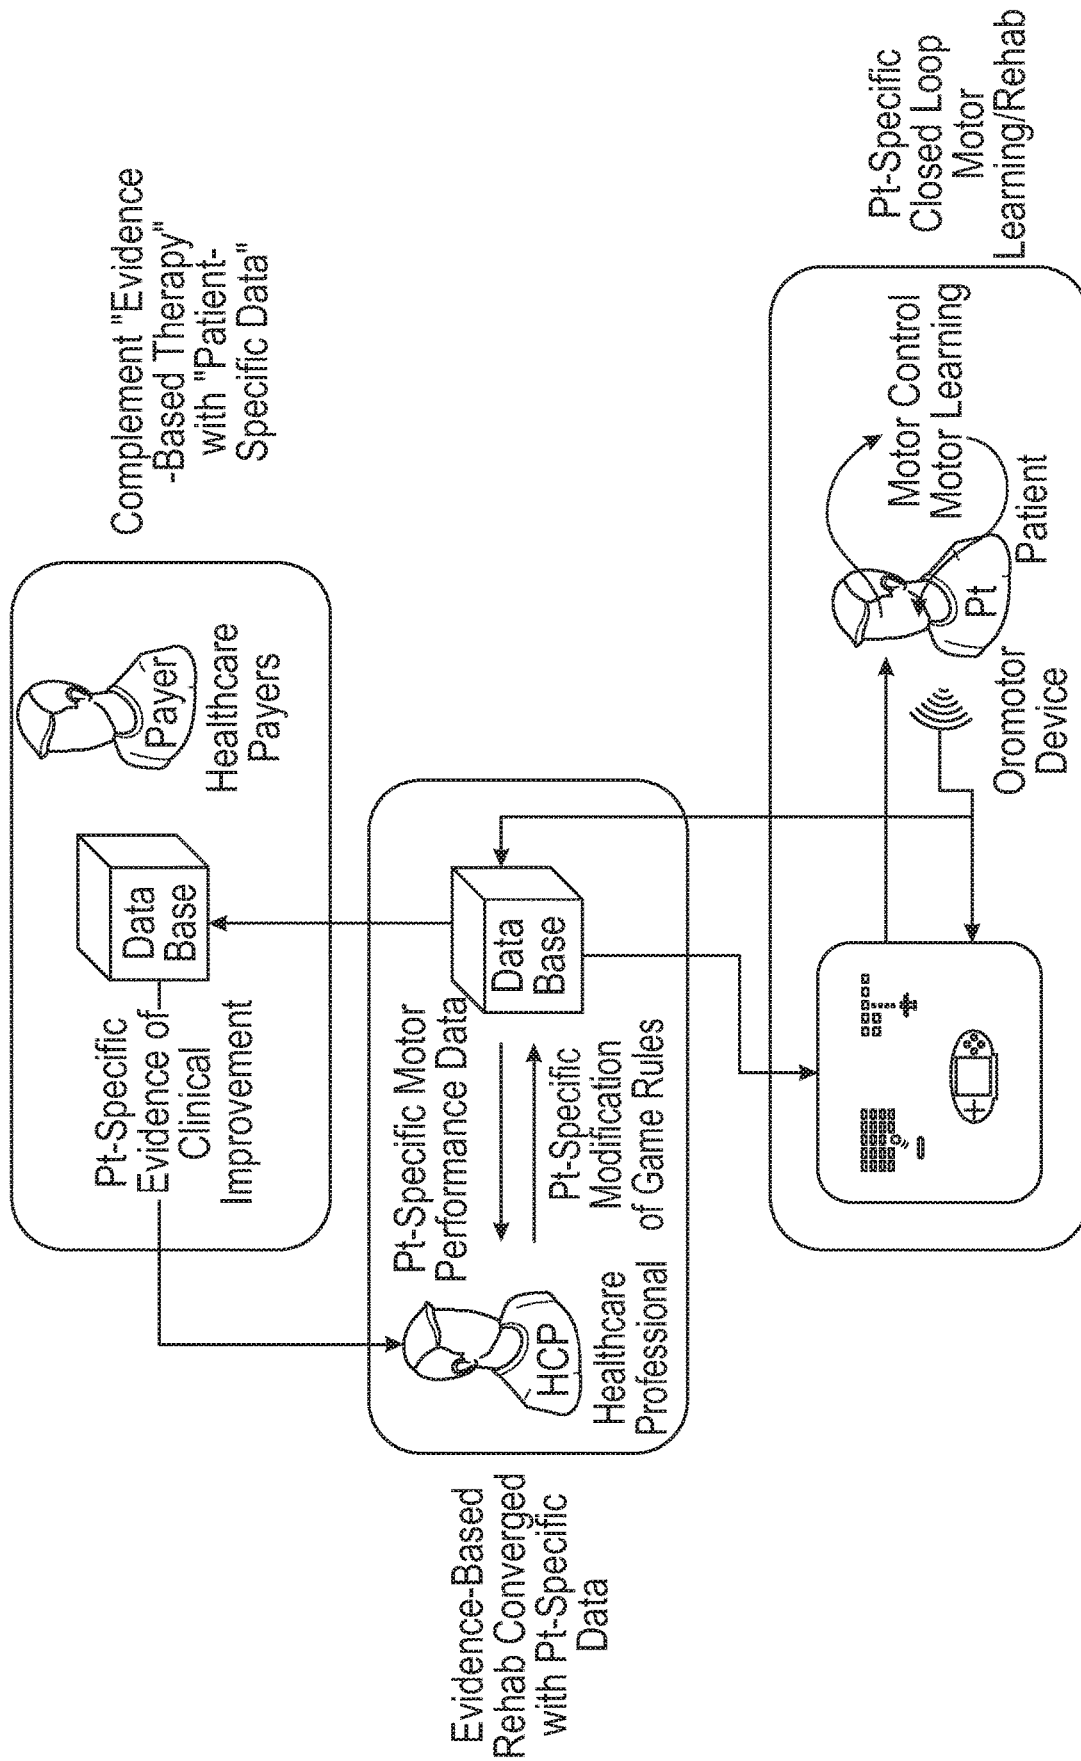 Complement "Evidence
-Based Therapy"
with "Patient-
Specific Data"
Payer
Healthcare
Payers
Data
Base
Pt-Specific
Evidence of
Clinical
Improvement
Evidence-Based
Rehab Converged
with Pt-Specific
Data
HCP
Healthcare
Professional
Pt-Specific Motor
Performance Data
Pt-Specific
Modification
of Game Rules
Data
Base
Pt-Specific
Closed Loop
Motor
Learning/Rehab
Motor Control
Motor Learning
Pt
Patient
Oromotor
Device